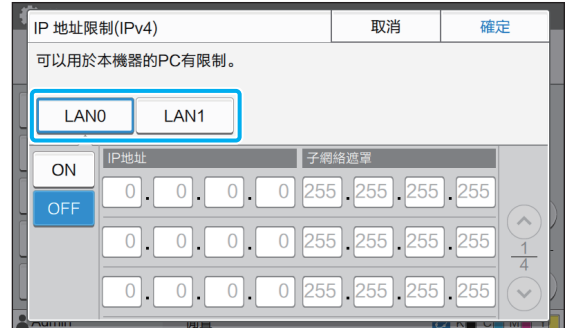 IP 地址限制(IPv4)
取消
確定
可以用於本機器的PC有限制。
LAN0
LAN1
ON
OFF
IP地址
子網絡遮罩
0 . 0 . 0 . 0 255 . 255 . 255 . 255
0 . 0 . 0 . 0 255 . 255 . 255 . 255
0 . 0 . 0 . 0 255 . 255 . 255 . 255
1
4
Admin